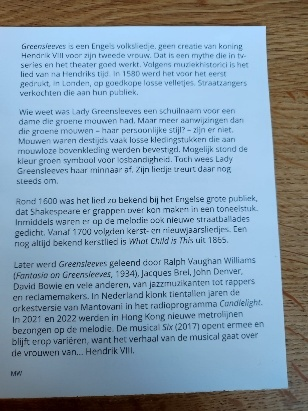 Greensleeves is een Engels volksliedje, geen creatie van koning
Hendrik VIII voor zijn tweede vrouw. Dat is een mythe die in tv-
series en het theater goed werkt. Volgens muziekhistorici is het
lied van na Hendriks tijd. In 1580 werd het voor het eerst
gedrukt, in Londen, op goedkope losse velletjes. Straatzangers
verkochten die aan hun publiek.
Wie weet was Lady Greensleeves een schuilnaam voor een
dame die groene mouwen had. Maar meer aanwijzingen dan
die groene mouwen – haar persoonlijke stijl? – zijn er niet.
Mouwen waren destijds vaak losse kledingstukken die aan
mouwloze bovenkleding werden bevestigd. Mogelijk stond de
kleur groen symbool voor losbandigheid. Toch wees Lady
Greensleeves haar minnaar af. Zijn liedje treurt daar nog
steeds om.
Rond 1600 was het lied zo bekend bij het Engelse grote publiek,
dat Shakespeare er grappen over kon maken in een toneelstuk.
Inmiddels waren er op de melodie ook nieuwe straatballades
gedicht. Vanaf 1700 volgden kerst- en nieuwjaarsliedjes. Een
nog altijd bekend kerstlied is What Child is This uit 1865.
Later werd Greensleeves geleend door Ralph Vaughan Williams
(Fantasia on Greensleeves, 1934), Jacques Brel, John Denver,
David Bowie en vele anderen, van jazzmuzikanten tot rappers
en reclamemakers. In Nederland klonk tientallen jaren de
orkestversie van Mantovani in het radioprogramma Candlelight.
In 2021 en 2022 werden in Hong Kong nieuwe metrolijnen
bezongen op de melodie. De musical Six (2017) opent ermee en
blijft erop variëren, want het verhaal van de musical gaat over
de vrouwen van... Hendrik VIII.
MW